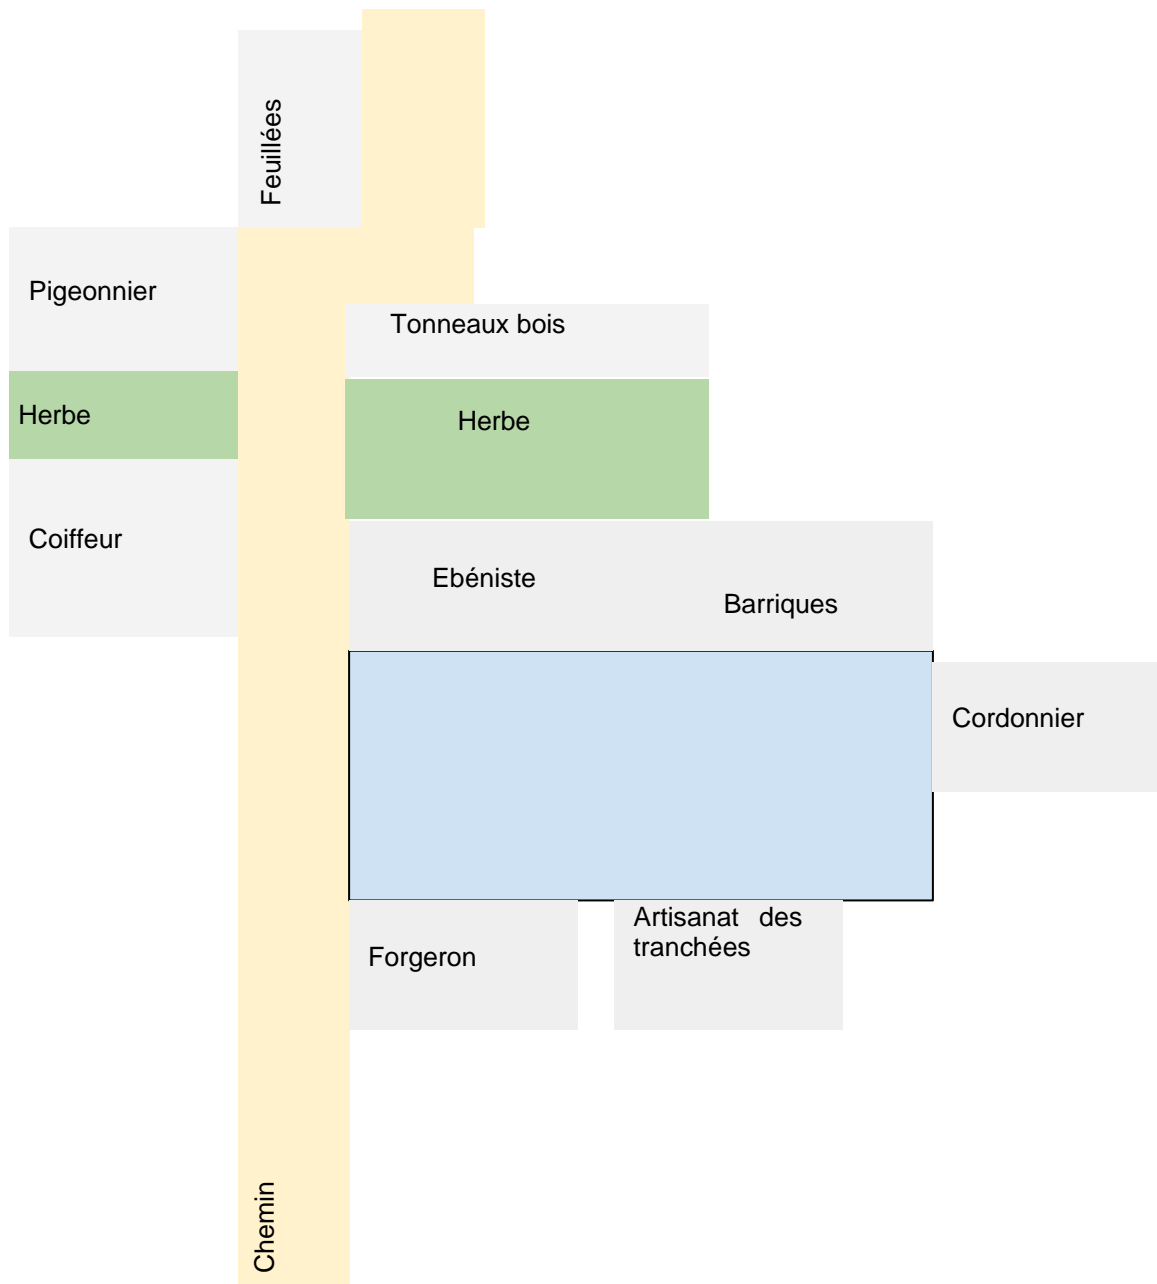 Feuillées
Pigeonnier
Tonneaux bois
Herbe
Herbe
Coiffeur
Ebéniste
Barriques
Cordonnier
Artisanat des
tranchées
Forgeron
Chemin